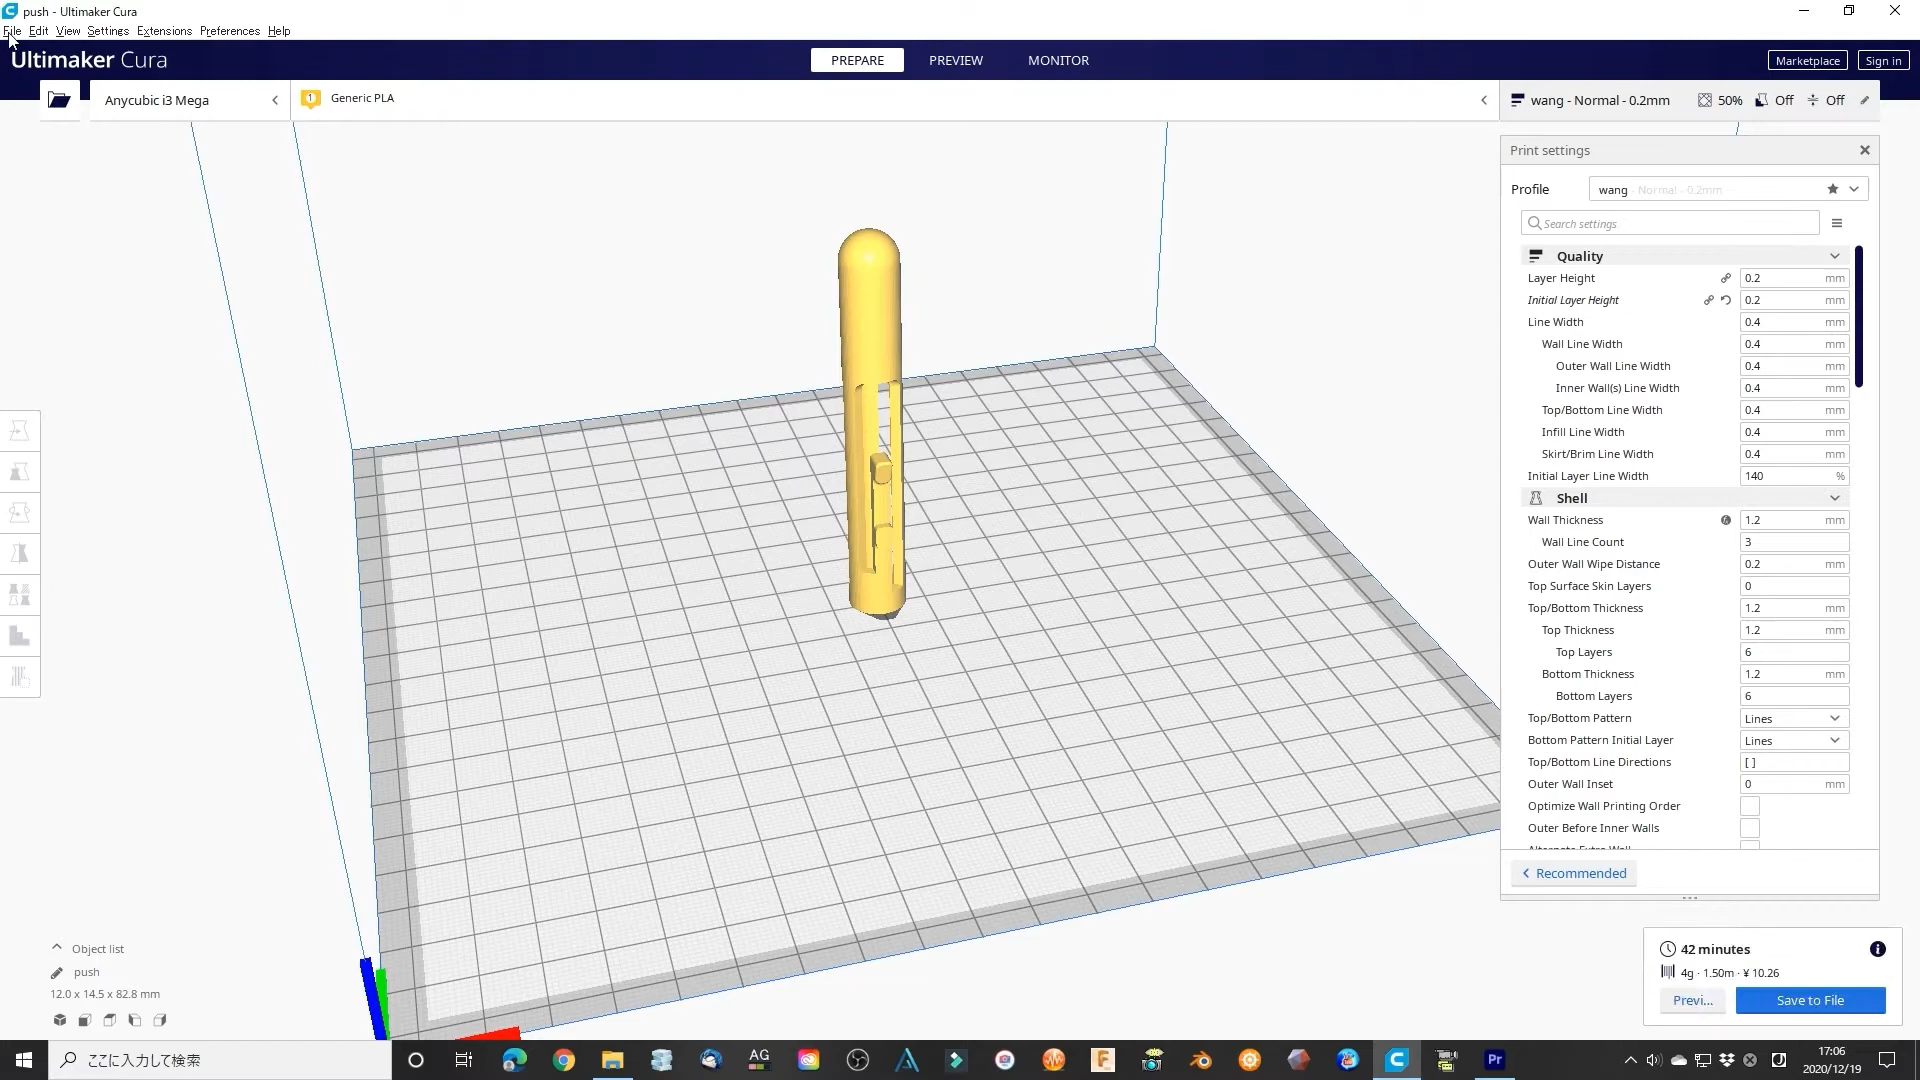 push - Ultimaker Cura
File Edit View Settings Extensions Preferences Help
Ultimaker Cura
PREPARE
PREVIEW
MONITOR
Marketplace
Sign in
Anycubic i3 Mega
1
Generic PLA
wang - Normal - 0.2mm
50%
Off
Off
Print settings
Profile
wang - Normal - 0.2mm
Search settings
Quality
Layer Height 0.2 mm
Initial Layer Height 0.2 mm
Line Width 0.4 mm
Wall Line Width 0.4 mm
Outer Wall Line Width 0.4 mm
Inner Wall(s) Line Width 0.4 mm
Top/Bottom Line Width 0.4 mm
Infill Line Width 0.4 mm
Skirt/Brim Line Width 0.4 mm
Initial Layer Line Width 140 %
Shell
Wall Thickness 1.2 mm
Wall Line Count 3
Outer Wall Wipe Distance 0.2 mm
Top Surface Skin Layers 0
Top/Bottom Thickness 1.2 mm
Top Thickness 1.2 mm
Top Layers 6
Bottom Thickness 1.2 mm
Bottom Layers 6
Top/Bottom Pattern Lines
Bottom Pattern Initial Layer Lines
Top/Bottom Line Directions [ ]
Outer Wall Inset 0 mm
Optimize Wall Printing Order
Outer Before Inner Walls
Alternate Extra Wall
Recommended
Object list
push
12.0 x 14.5 x 82.8 mm
42 minutes
4g · 1.50m · ¥ 10.26
Previ...
Save to File
ここに入力して検索
AG
Pr
17:06
2020/12/19